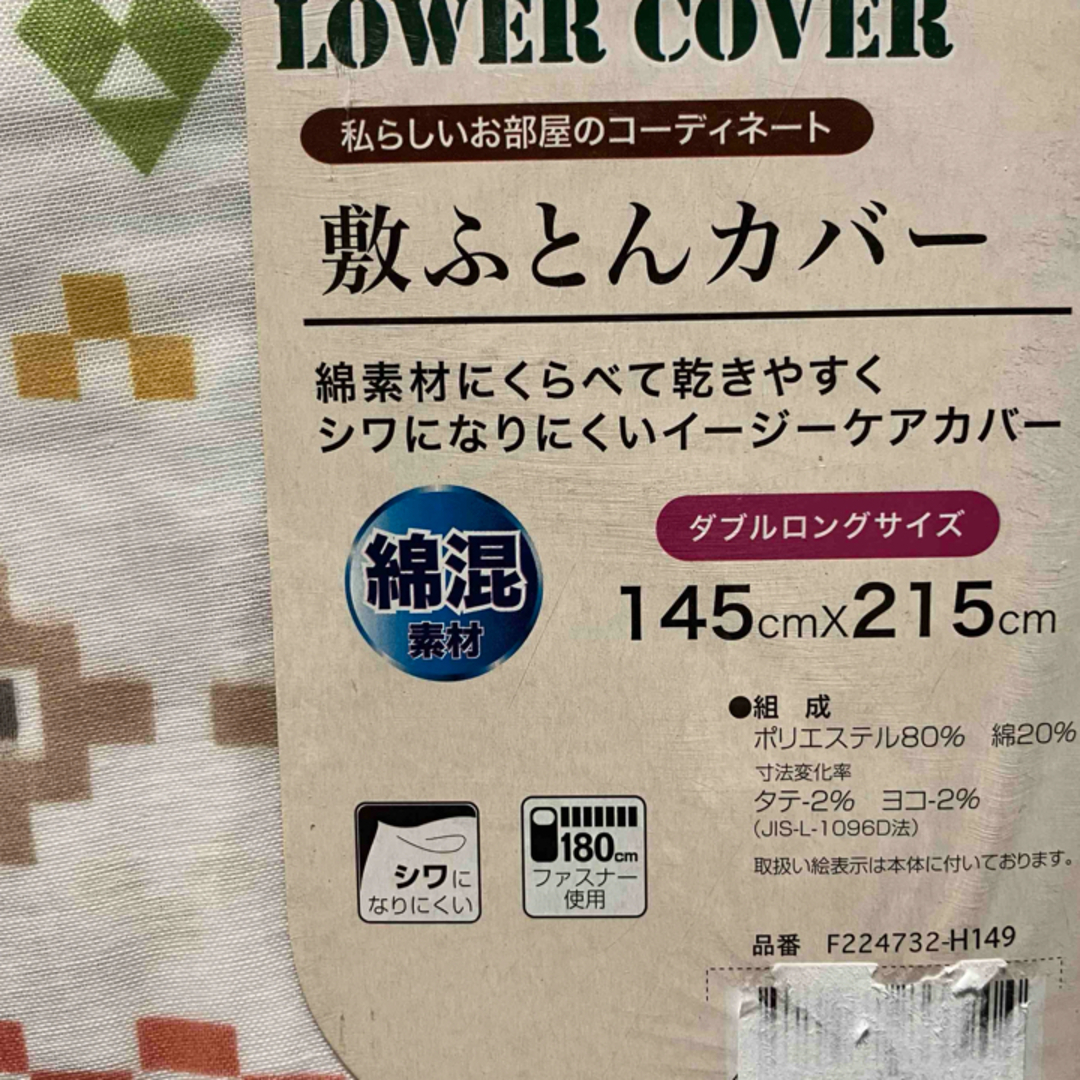 LOWER COVER
私らしいお部屋のコーディネート
敷ふとんカバー
綿素材にくらべて乾きやすく
シワになりにくいイージーケアカバー
綿混
素材
ダブルロングサイズ
145cmX215cm
●組 成
ポリエステル80% 綿20%
寸法変化率
タテ-2% ヨコ-2%
(JIS-L-1096D法)
取扱い絵表示は本体に付いております。
シワに
なりにくい
180cm
ファスナー
使用
品番 F224732-H149